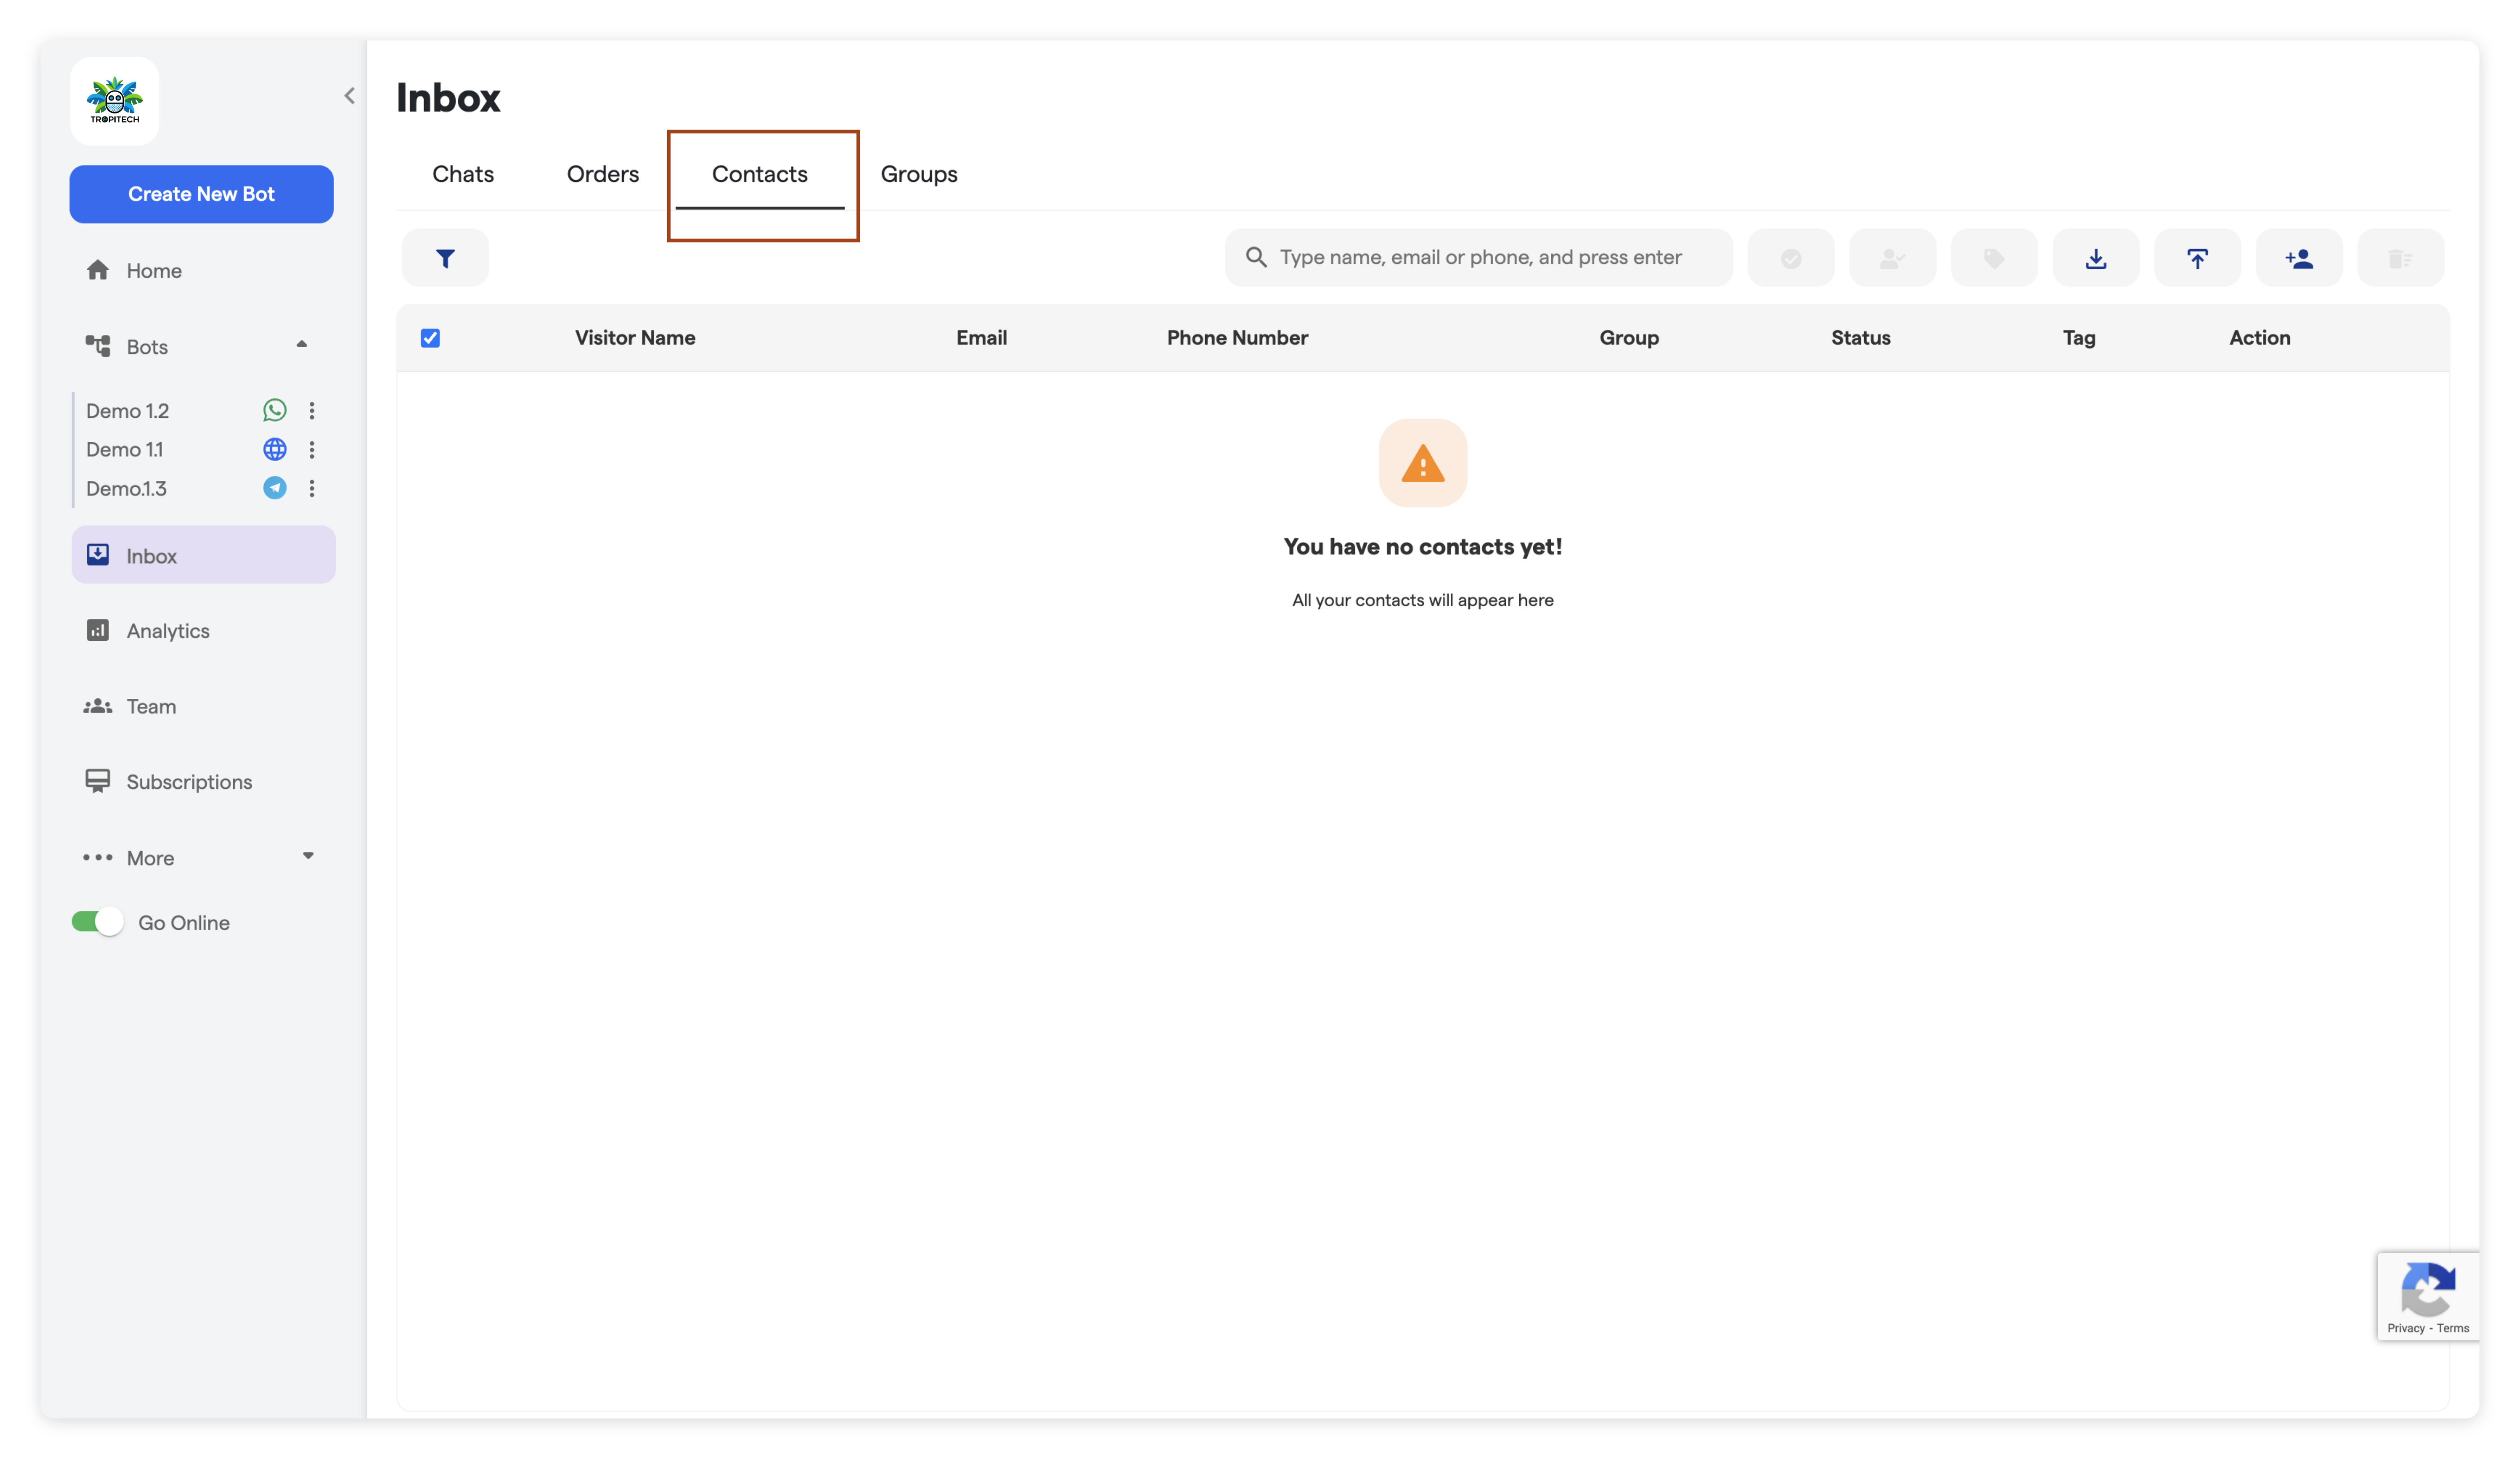 TROPITECH
Create New Bot
Home
Bots
Demo 1.2
Demo 1.1
Demo.1.3
Inbox
Analytics
Team
Subscriptions
More
Go Online
Inbox
Chats Orders Contacts Groups
Type name, email or phone, and press enter
Visitor Name Email Phone Number Group Status Tag Action
You have no contacts yet!
All your contacts will appear here
Privacy - Terms